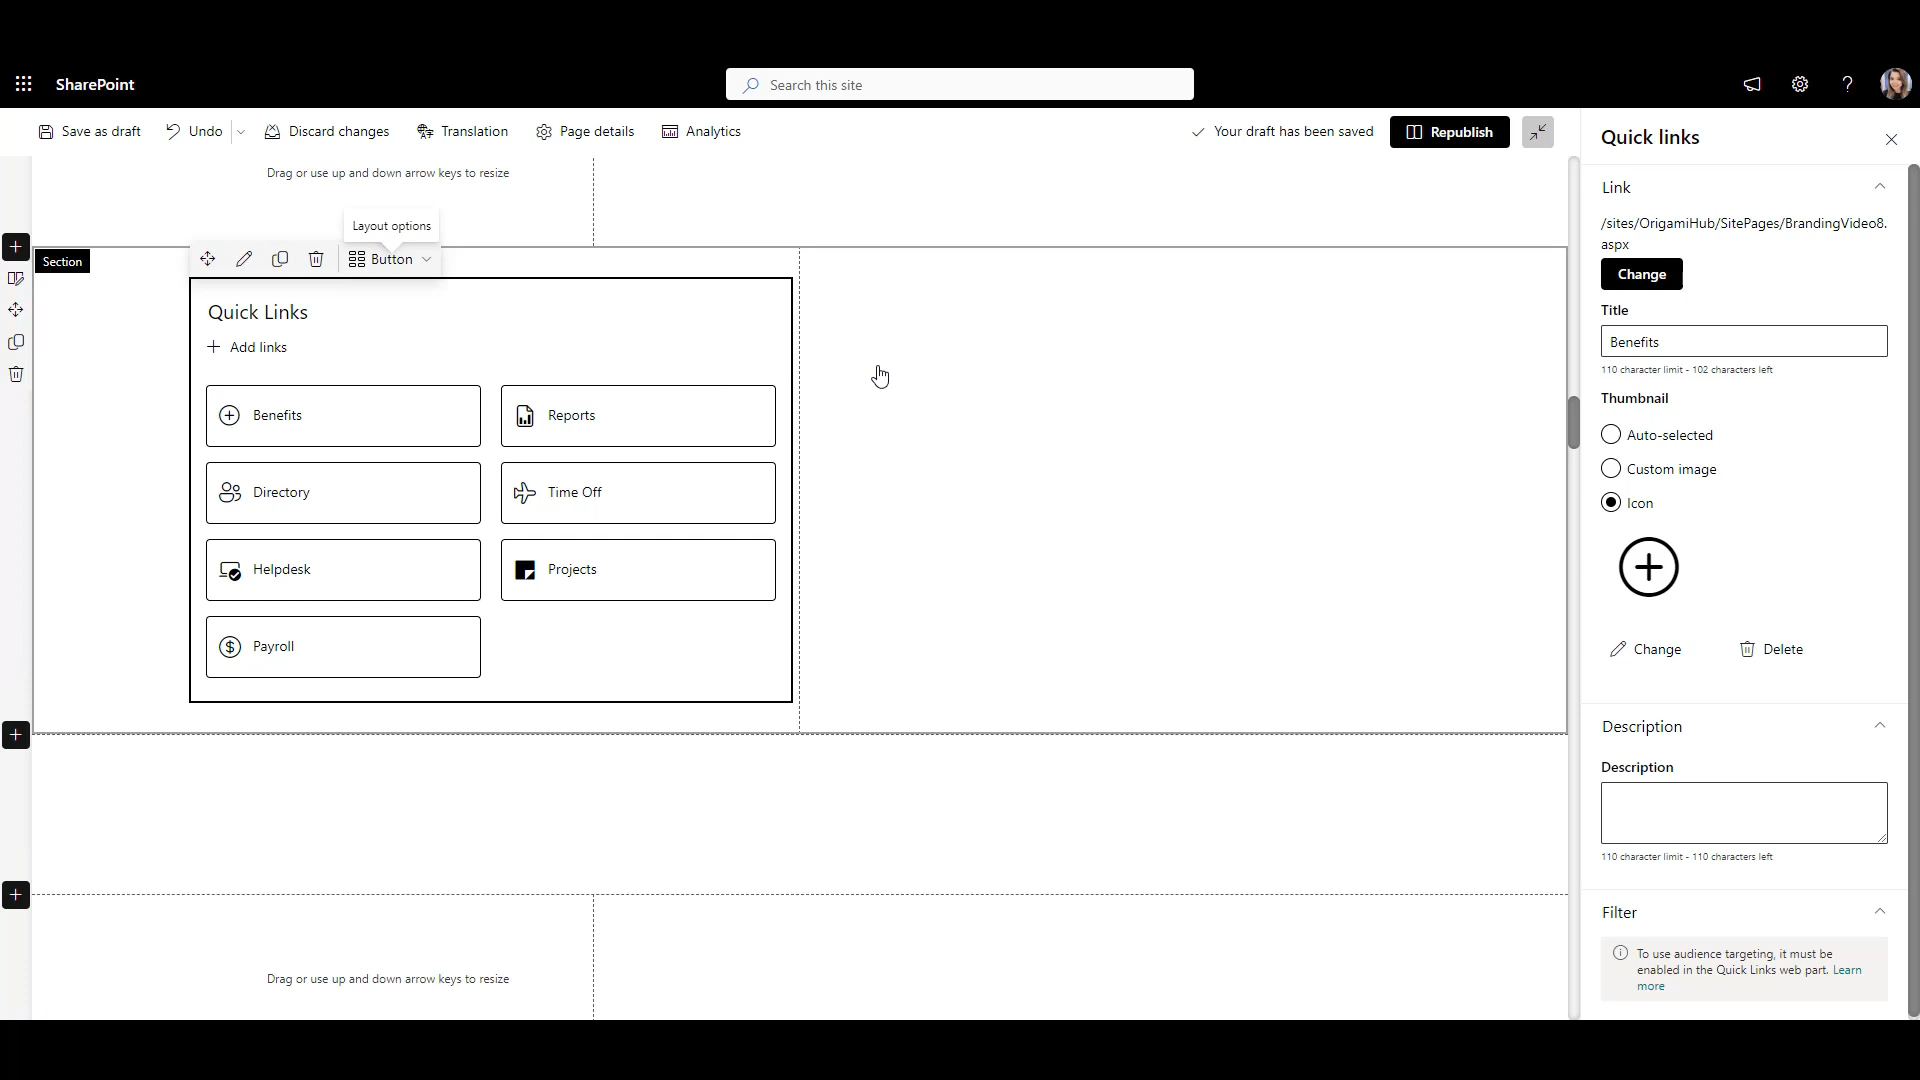 SharePoint
Search this site
Save as draft
Undo
Discard changes
Translation
Page details
Analytics
Your draft has been saved
Republish
Drag or use up and down arrow keys to resize
Layout options
Section
Button
Quick Links
+ Add links
Benefits
Reports
Directory
Time Off
Helpdesk
Projects
Payroll
Drag or use up and down arrow keys to resize
Quick links
Link
/sites/OrigamiHub/SitePages/BrandingVideo8.
aspx
Change
Title
Benefits
110 character limit - 102 characters left
Thumbnail
Auto-selected
Custom image
Icon
Change
Delete
Description
Description
110 character limit - 110 characters left
Filter
To use audience targeting, it must be
enabled in the Quick Links web part. Learn
more